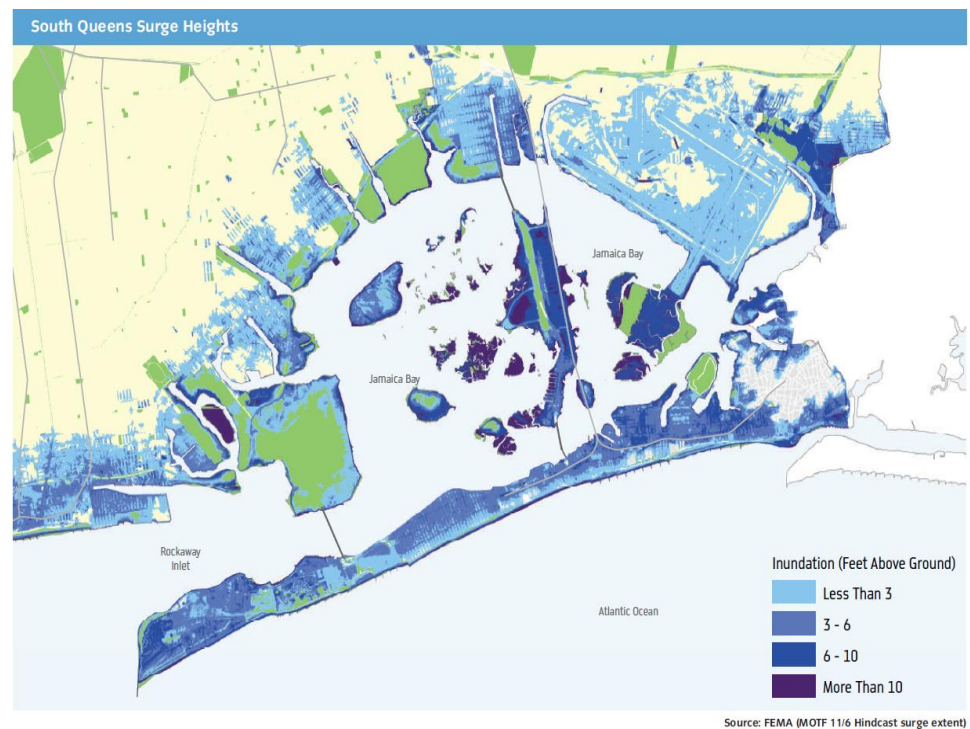 South Queens Surge Heights
Jamaica Bay
Jamaica Bay
Rockaway
Inlet
Atlantic Ocean
Inundation (Feet Above Ground)
Less Than 3
3 - 6
6 - 10
More Than 10
Source: FEMA (MOTF 11/6 Hindcast surge extent)